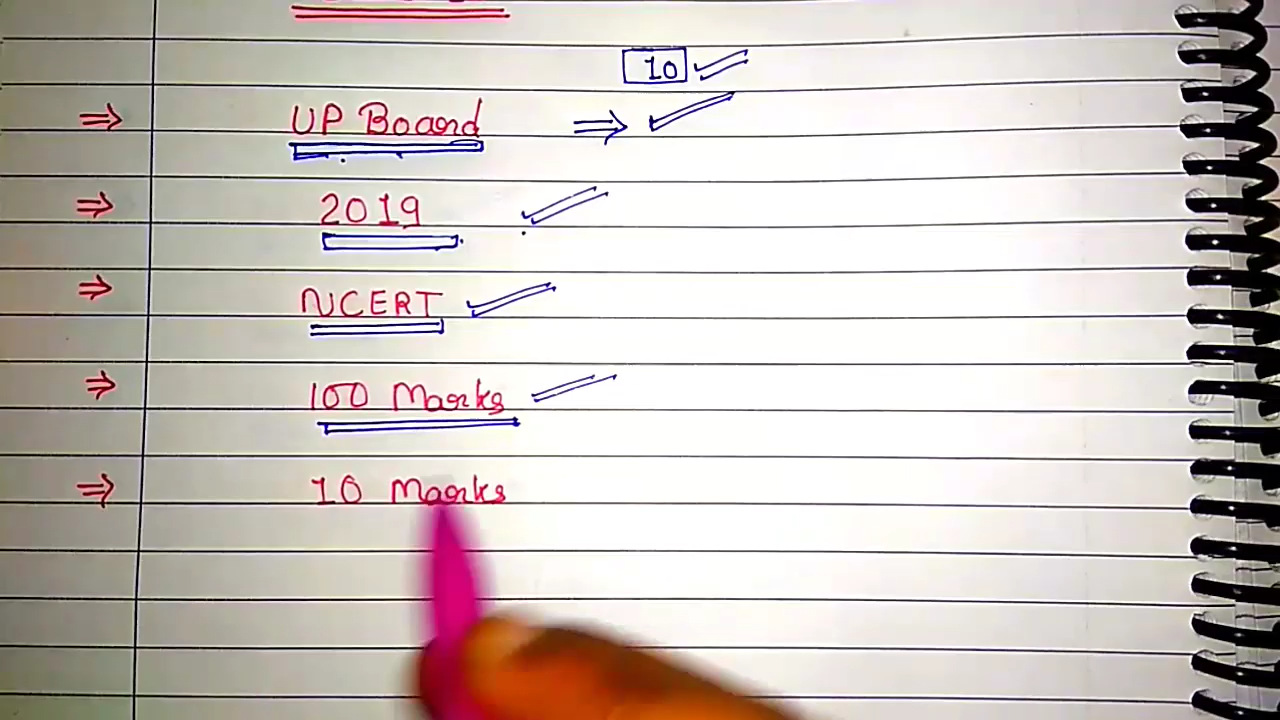 10
⇒ UP Board ⇒
⇒ 2019
⇒ NCERT
⇒ 100 Marks
⇒ 10 Marks